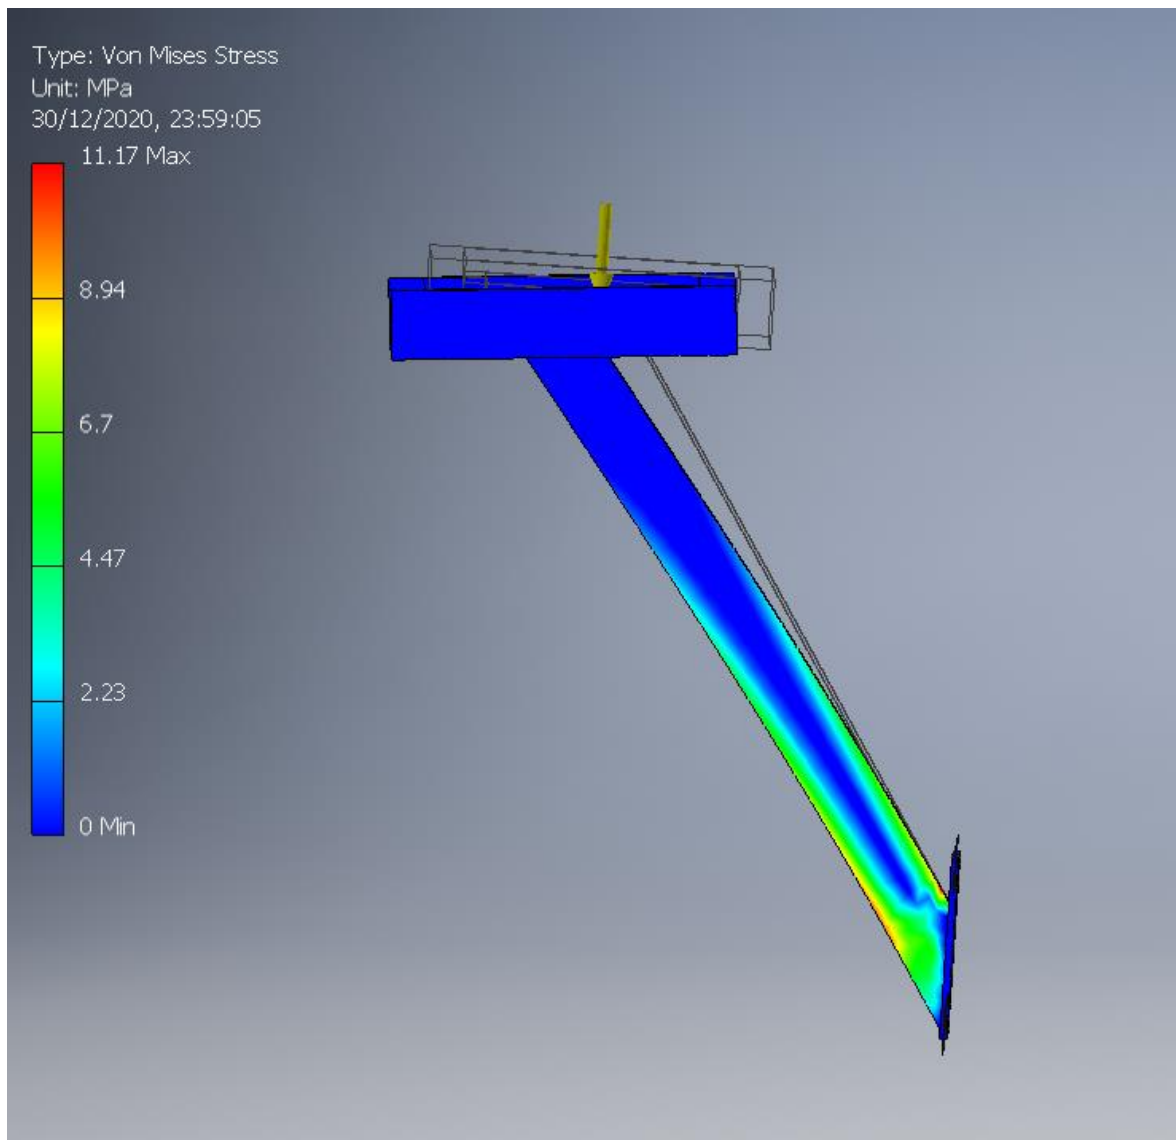 Type: Von Mises Stress
Unit: MPa
30/12/2020, 23:59:05
11.17 Max
8.94
6.7
4.47
2.23
0 Min